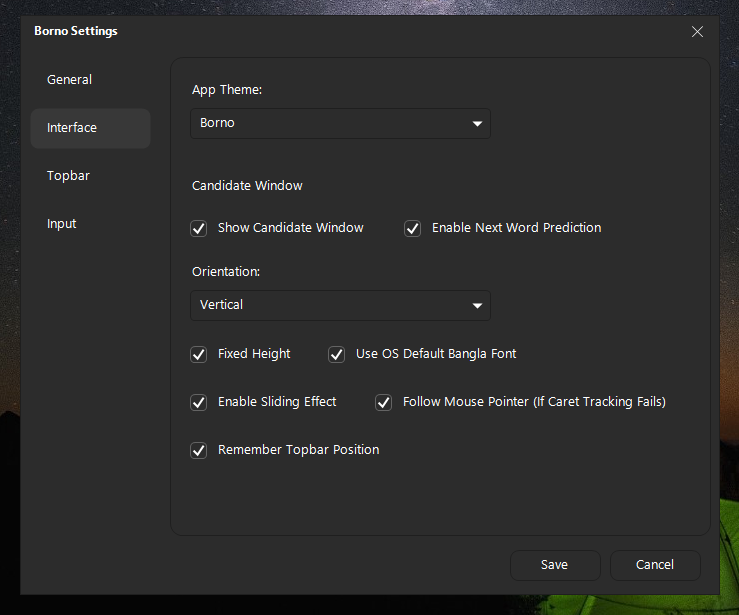 Borno Settings
General
Interface
Topbar
Input
App Theme:
Borno
Candidate Window
Show Candidate Window Enable Next Word Prediction
Orientation:
Vertical
Fixed Height Use OS Default Bangla Font
Enable Sliding Effect Follow Mouse Pointer (If Caret Tracking Fails)
Remember Topbar Position
Save Cancel